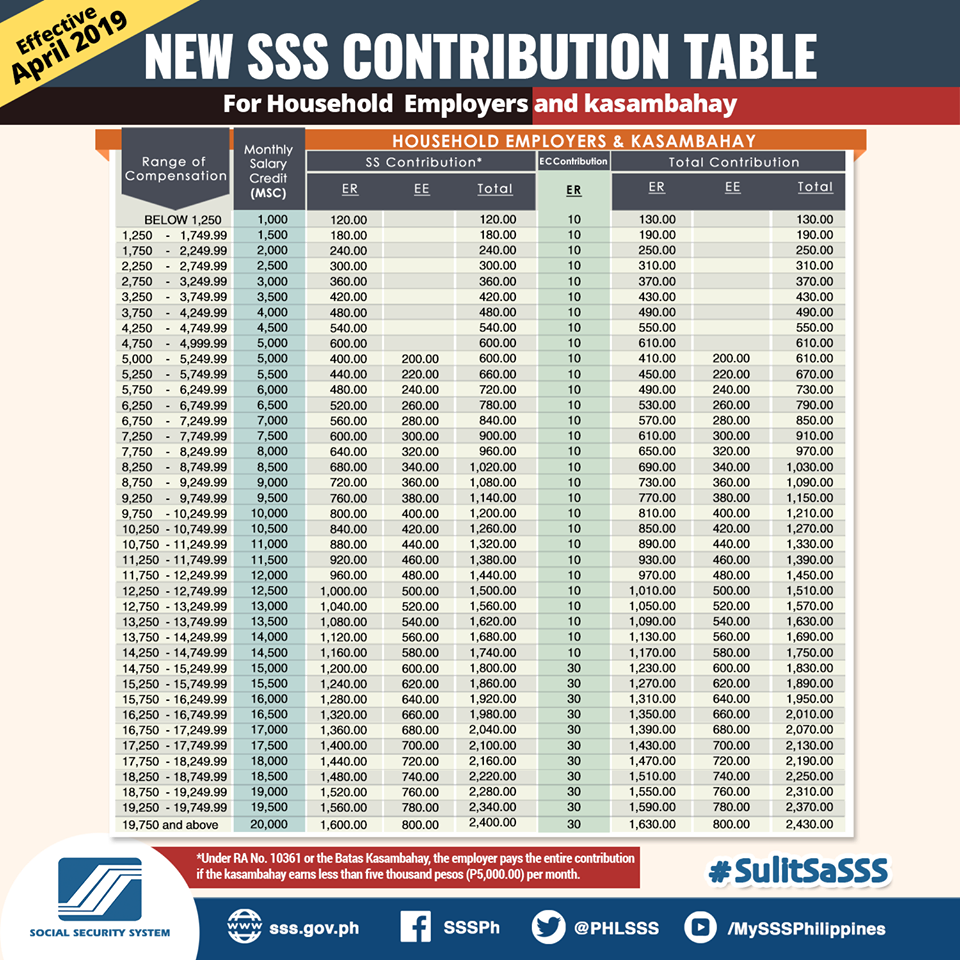 Effective
April 2019
NEW SSS CONTRIBUTION TABLE
For Household Employers and kasambahay
HOUSEHOLD EMPLOYERS & KASAMBAHAY
Range of Compensation Monthly Salary Credit (MSC) SS Contribution* EC Contribution Total Contribution
ER EE Total ER ER EE Total
BELOW 1,250 1,000 120.00 120.00 10 130.00 130.00
1,250 - 1,749.99 1,500 180.00 180.00 10 190.00 190.00
1,750 - 2,249.99 2,000 240.00 240.00 10 250.00 250.00
2,250 - 2,749.99 2,500 300.00 300.00 10 310.00 310.00
2,750 - 3,249.99 3,000 360.00 360.00 10 370.00 370.00
3,250 - 3,749.99 3,500 420.00 420.00 10 430.00 430.00
3,750 - 4,249.99 4,000 480.00 480.00 10 490.00 490.00
4,250 - 4,749.99 4,500 540.00 540.00 10 550.00 550.00
4,750 - 4,999.99 5,000 600.00 600.00 10 610.00 610.00
5,000 - 5,249.99 5,000 400.00 200.00 600.00 10 410.00 200.00 610.00
5,250 - 5,749.99 5,500 440.00 220.00 660.00 10 450.00 220.00 670.00
5,750 - 6,249.99 6,000 480.00 240.00 720.00 10 490.00 240.00 730.00
6,250 - 6,749.99 6,500 520.00 260.00 780.00 10 530.00 260.00 790.00
6,750 - 7,249.99 7,000 560.00 280.00 840.00 10 570.00 280.00 850.00
7,250 - 7,749.99 7,500 600.00 300.00 900.00 10 610.00 300.00 910.00
7,750 - 8,249.99 8,000 640.00 320.00 960.00 10 650.00 320.00 970.00
8,250 - 8,749.99 8,500 680.00 340.00 1,020.00 10 690.00 340.00 1,030.00
8,750 - 9,249.99 9,000 720.00 360.00 1,080.00 10 730.00 360.00 1,090.00
9,250 - 9,749.99 9,500 760.00 380.00 1,140.00 10 770.00 380.00 1,150.00
9,750 - 10,249.99 10,000 800.00 400.00 1,200.00 10 810.00 400.00 1,210.00
10,250 - 10,749.99 10,500 840.00 420.00 1,260.00 10 850.00 420.00 1,270.00
10,750 - 11,249.99 11,000 880.00 440.00 1,320.00 10 890.00 440.00 1,330.00
11,250 - 11,749.99 11,500 920.00 460.00 1,380.00 10 930.00 460.00 1,390.00
11,750 - 12,249.99 12,000 960.00 480.00 1,440.00 10 970.00 480.00 1,450.00
12,250 - 12,749.99 12,500 1,000.00 500.00 1,500.00 10 1,010.00 500.00 1,510.00
12,750 - 13,249.99 13,000 1,040.00 520.00 1,560.00 10 1,050.00 520.00 1,570.00
13,250 - 13,749.99 13,500 1,080.00 540.00 1,620.00 10 1,090.00 540.00 1,630.00
13,750 - 14,249.99 14,000 1,120.00 560.00 1,680.00 10 1,130.00 560.00 1,690.00
14,250 - 14,749.99 14,500 1,160.00 580.00 1,740.00 10 1,170.00 580.00 1,750.00
14,750 - 15,249.99 15,000 1,200.00 600.00 1,800.00 30 1,230.00 600.00 1,830.00
15,250 - 15,749.99 15,500 1,240.00 620.00 1,860.00 30 1,270.00 620.00 1,890.00
15,750 - 16,249.99 16,000 1,280.00 640.00 1,920.00 30 1,310.00 640.00 1,950.00
16,250 - 16,749.99 16,500 1,320.00 660.00 1,980.00 30 1,350.00 660.00 2,010.00
16,750 - 17,249.99 17,000 1,360.00 680.00 2,040.00 30 1,390.00 680.00 2,070.00
17,250 - 17,749.99 17,500 1,400.00 700.00 2,100.00 30 1,430.00 700.00 2,130.00
17,750 - 18,249.99 18,000 1,440.00 720.00 2,160.00 30 1,470.00 720.00 2,190.00
18,250 - 18,749.99 18,500 1,480.00 740.00 2,220.00 30 1,510.00 740.00 2,250.00
18,750 - 19,249.99 19,000 1,520.00 760.00 2,280.00 30 1,550.00 760.00 2,310.00
19,250 - 19,749.99 19,500 1,560.00 780.00 2,340.00 30 1,590.00 780.00 2,370.00
19,750 and above 20,000 1,600.00 800.00 2,400.00 30 1,630.00 800.00 2,430.00
*Under RA No. 10361 or the Batas Kasambahay, the employer pays the entire contribution
if the kasambahay earns less than five thousand pesos (P5,000.00) per month.
#SulitSaSSS
SOCIAL SECURITY SYSTEM
sss.gov.ph
SSSPh
@PHLSSS
/MySSSPhilippines